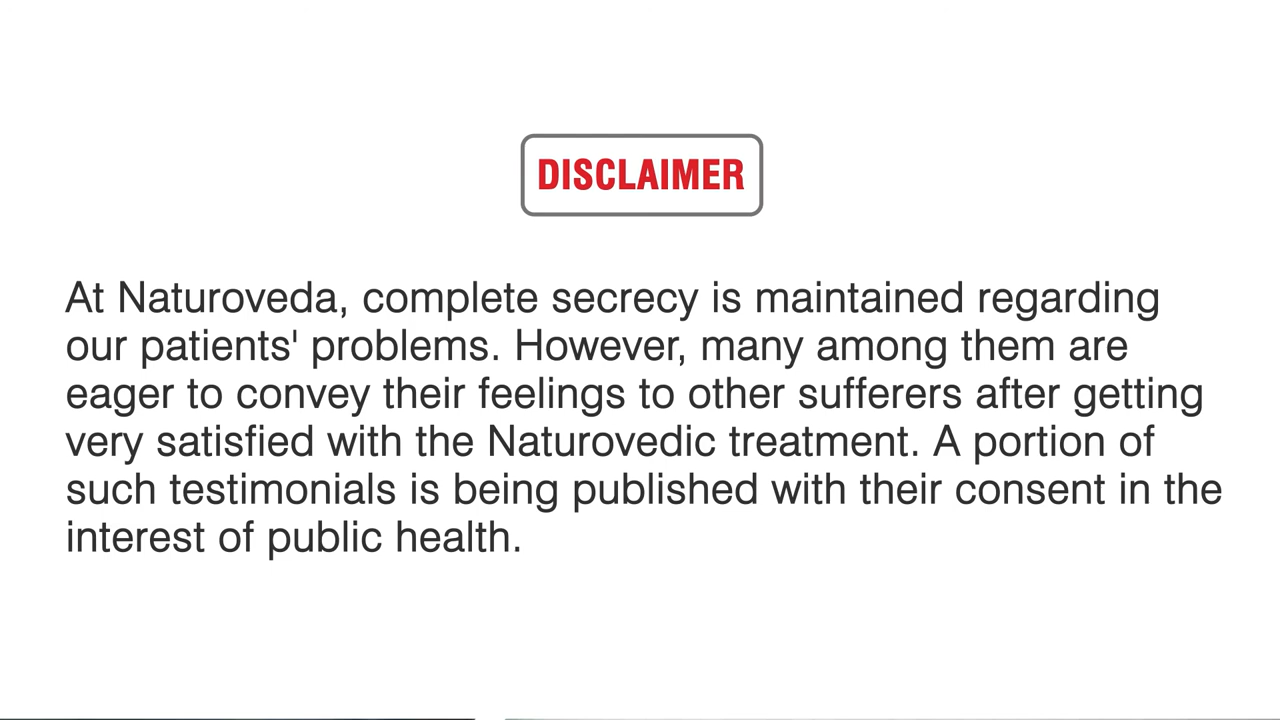 DISCLAIMER
At Naturoveda, complete secrecy is maintained regarding
our patients' problems. However, many among them are
eager to convey their feelings to other sufferers after getting
very satisfied with the Naturovedic treatment. A portion of
such testimonials is being published with their consent in the
interest of public health.